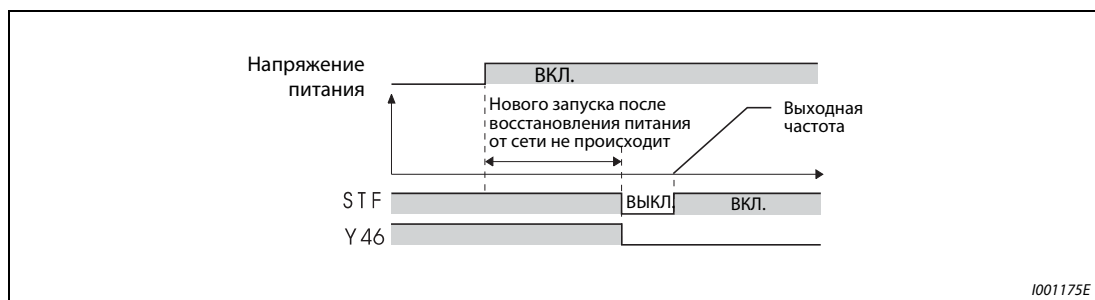 Напряжение
питания
ВКЛ.
Нового запуска после
восстановления питания
от сети не происходит
Выходная
частота
STF
ВЫКЛ.
ВКЛ.
Y46
I001175E